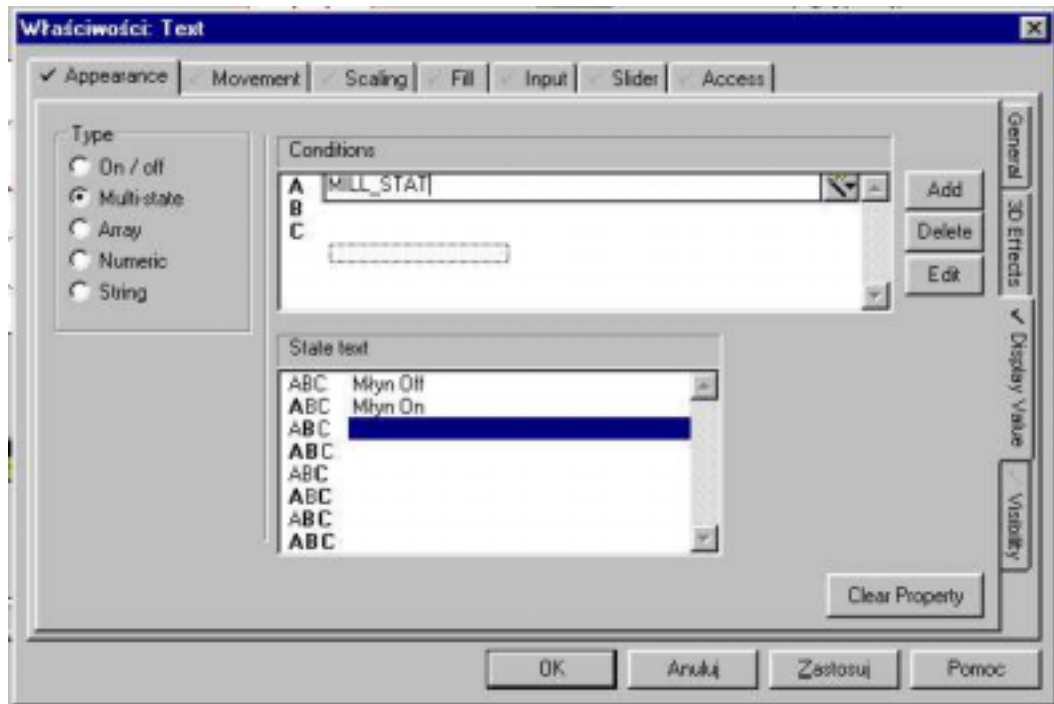 Właściwości: Text
Appearance Movement Scaling Fill Input Slider Access
Type
On / off
Multi-state
Array
Numeric
String
Conditions
A MILL_STAT
B
C
Add
Delete
Edit
State text
ABC Młyn Off
ABC Młyn On
ABC
ABC
ABC
ABC
ABC
ABC
General
3D Effects
Display Value
Visibility
Clear Property
OK Anuluj Zastosuj Pomoc